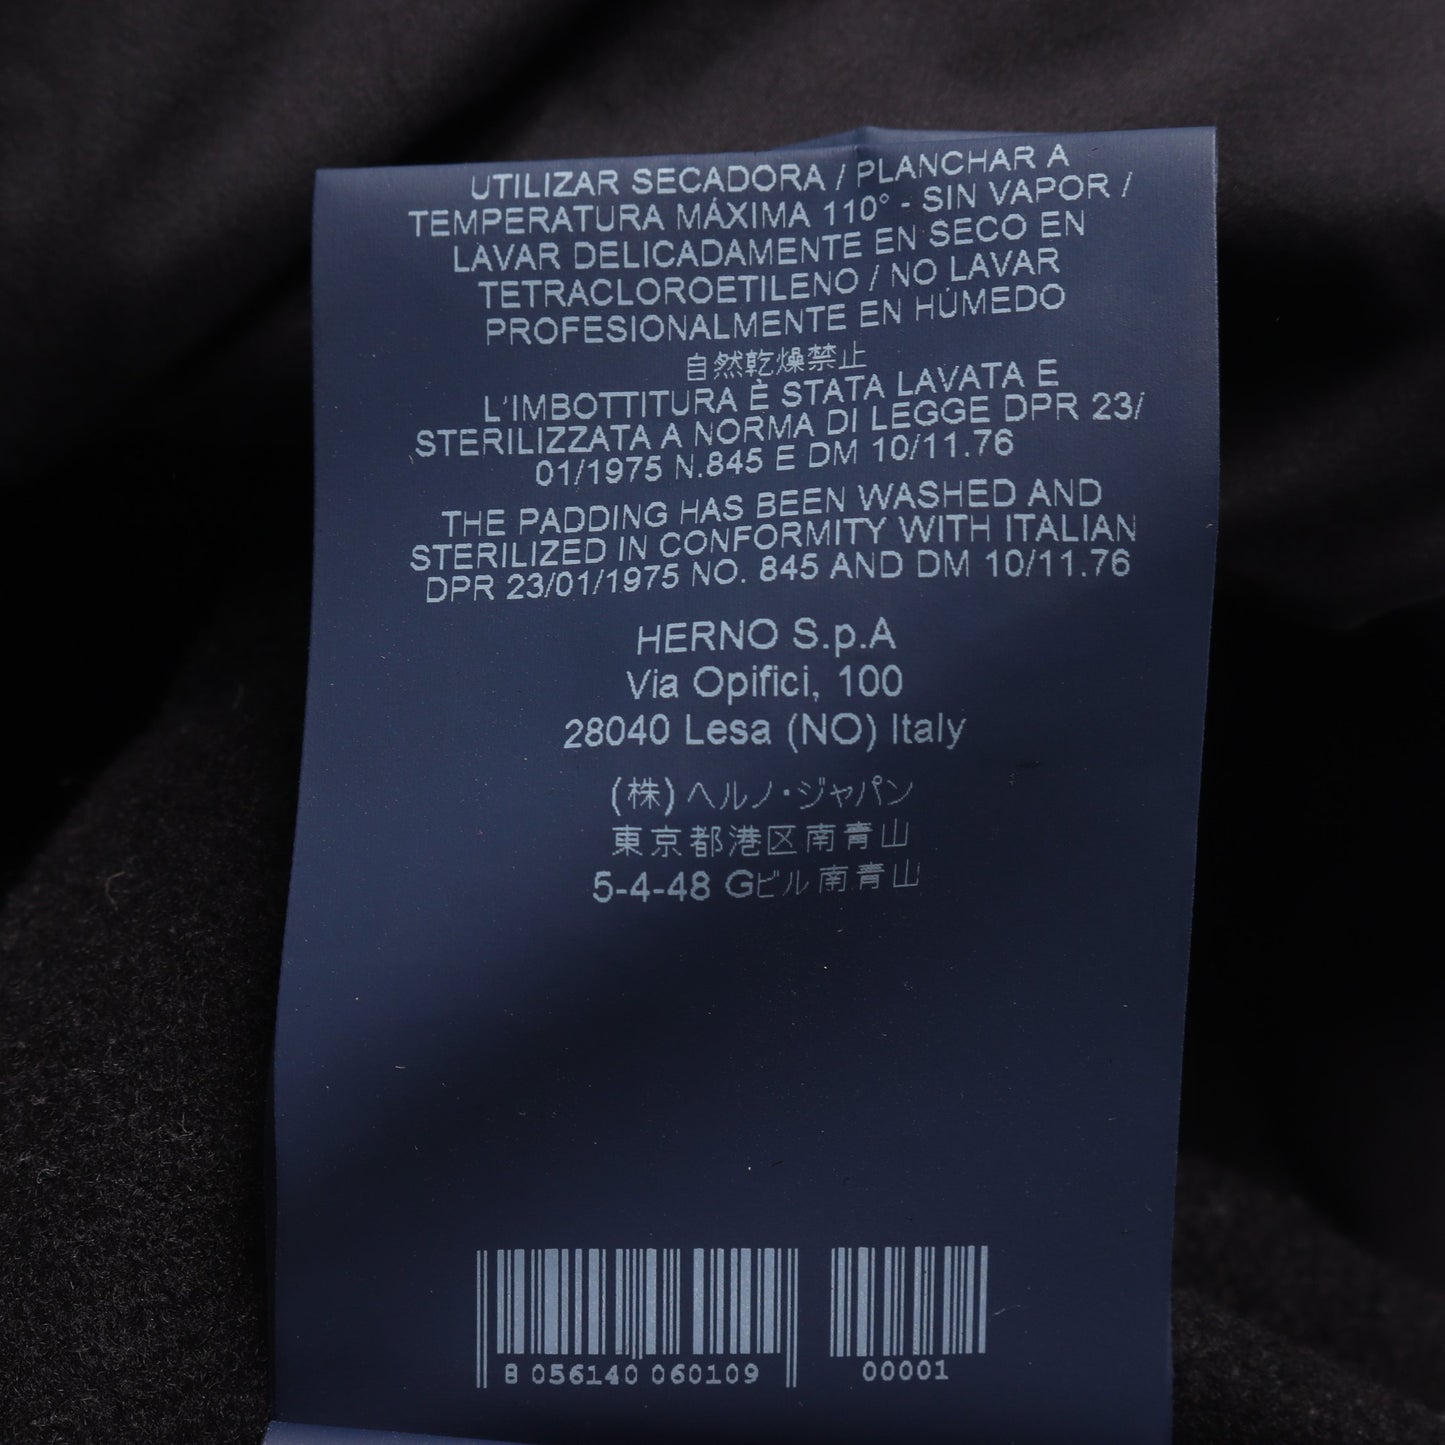 UTILIZAR SECADORA / PLANCHAR A
TEMPERATURA MÁXIMA 110° - SIN VAPOR /
LAVAR DELICADAMENTE EN SECO EN
TETRACLOROETILENO / NO LAVAR
PROFESIONALMENTE EN HÚMEDO
自然乾燥禁止
L'IMBOTTITURA È STATA LAVATA E
STERILIZZATA A NORMA DI LEGGE DPR 23/
01/1975 N.845 E DM 10/11.76
THE PADDING HAS BEEN WASHED AND
STERILIZED IN CONFORMITY WITH ITALIAN
DPR 23/01/1975 NO. 845 AND DM 10/11.76
HERNO S.p.A
Via Opifici, 100
28040 Lesa (NO) Italy
(株)ヘルノ・ジャパン
東京都港区南青山
5-4-48 Gビル南青山
8 056140 060109 00001